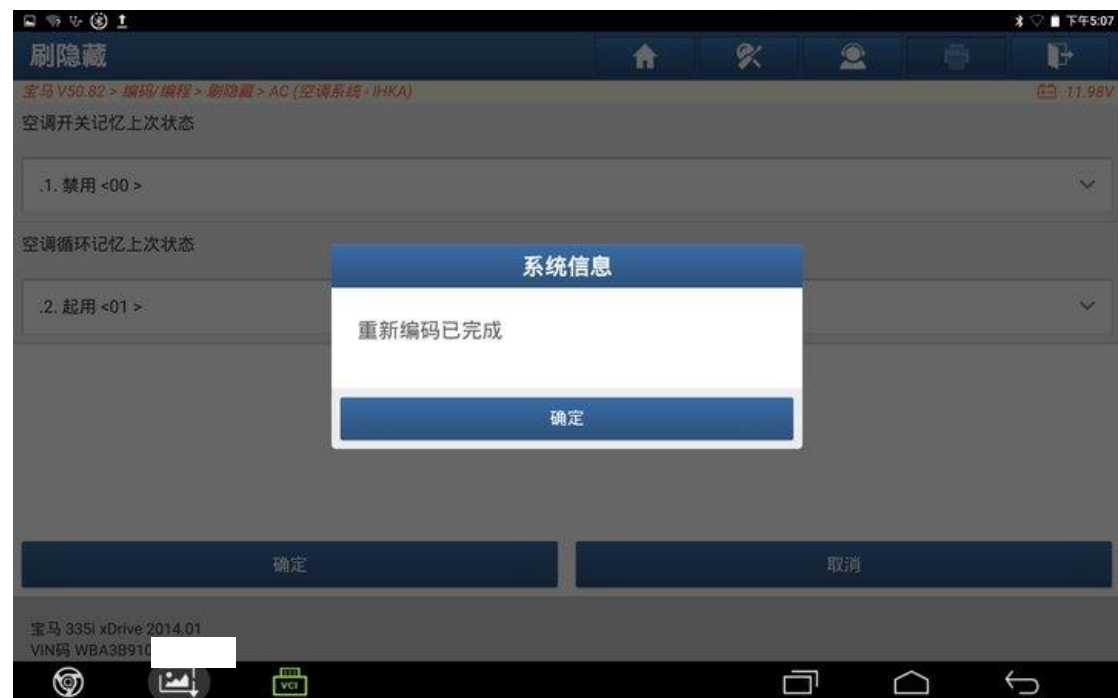 下午5:07
刷隐藏
宝马 V50.82 > 编码/编程 > 刷隐藏 > AC (空调系统 - IHKA)
11.98V
空调开关记忆上次状态
.1. 禁用 <00 >
空调循环记忆上次状态
.2. 起用 <01 >
系统信息
重新编码已完成
确定
确定
取消
宝马 335i xDrive 2014.01
VIN码 WBA3B910
VCI